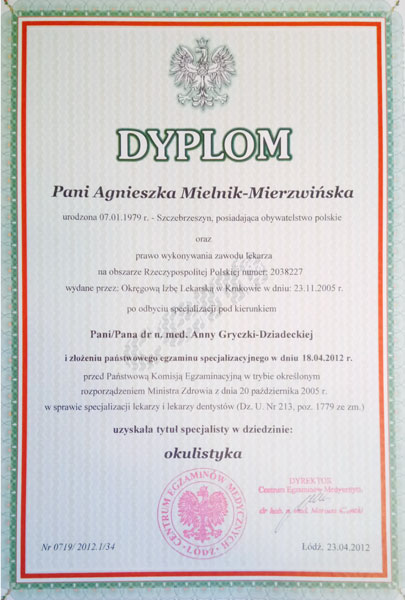 DYPLOM
Pani Agnieszka Mielnik-Mierzwińska
urodzona 07.01.1979 r. - Szczebrzeszyn, posiadająca obywatelstwo polskie
oraz
prawo wykonywania zawodu lekarza
na obszarze Rzeczypospolitej Polskiej numer: 2038227
wydane przez: Okręgową Izbę Lekarską w Krakowie w dniu: 23.11.2005 r.
po odbyciu specjalizacji pod kierunkiem
Pani/Pana dr n. med. Anny Gryczki-Dziadeckiej
i złożeniu państwowego egzaminu specjalizacyjnego w dniu 18.04.2012 r.
przed Państwową Komisją Egzaminacyjną w trybie określonym
rozporządzeniem Ministra Zdrowia z dnia 20 października 2005 r.
w sprawie specjalizacji lekarzy i lekarzy dentystów (Dz. U. Nr 213, poz. 1779 ze zm.)
uzyskała tytuł specjalisty w dziedzinie:
okulistyka
CENTRUM EGZAMINÓW MEDYCZNYCH
ŁÓDŹ
DYREKTOR
Centrum Egzaminów Medycznych
dr hab. n. med. Mariusz
Nr 0719/ 2012.1/34
Łódź, 23.04.2012